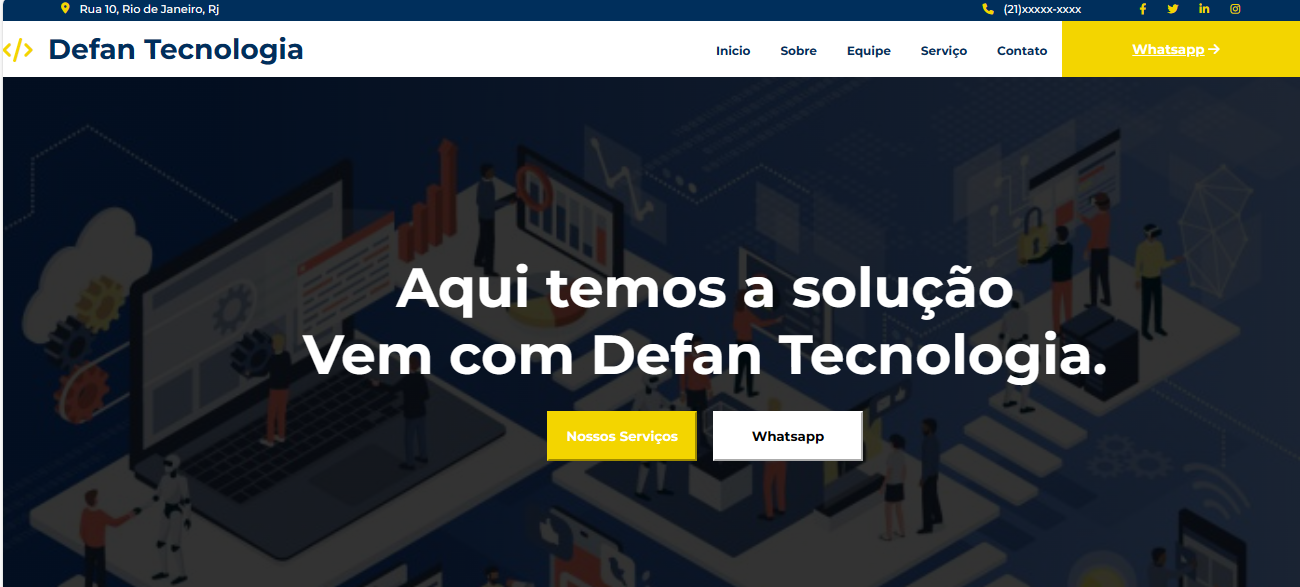 Rua 10, Rio de Janeiro, Rj
(21)xxxxx-xxxx
</> Defan Tecnologia
Inicio Sobre Equipe Serviço Contato
Whatsapp →
Aqui temos a solução
Vem com Defan Tecnologia.
Nossos Serviços
Whatsapp